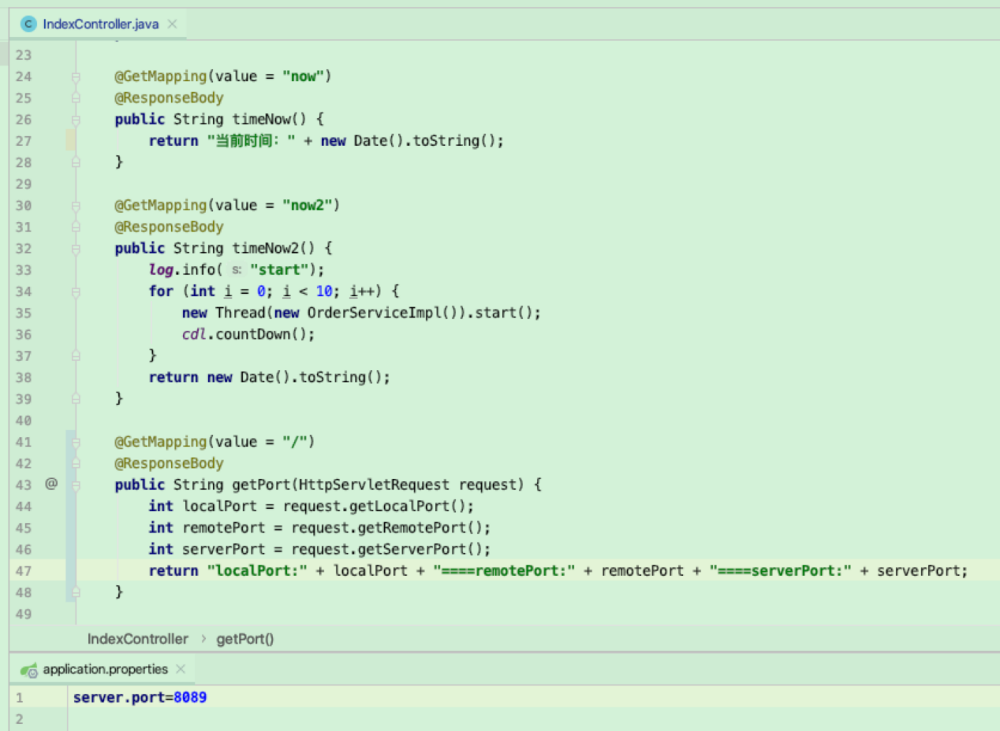 IndexController.java
23
24 @GetMapping(value = "now")
25 @ResponseBody
26 public String timeNow() {
27 return "当前时间：" + new Date().toString();
28 }
29
30 @GetMapping(value = "now2")
31 @ResponseBody
32 public String timeNow2() {
33 log.info( s: "start");
34 for (int i = 0; i < 10; i++) {
35 new Thread(new OrderServiceImpl()).start();
36 cdl.countDown();
37 }
38 return new Date().toString();
39 }
40
41 @GetMapping(value = "/")
42 @ResponseBody
43 @ public String getPort(HttpServletRequest request) {
44 int localPort = request.getLocalPort();
45 int remotePort = request.getRemotePort();
46 int serverPort = request.getServerPort();
47 return "localPort:" + localPort + "====remotePort:" + remotePort + "====serverPort:" + serverPort;
48 }
49
IndexController › getPort()
application.properties
1 server.port=8089
2